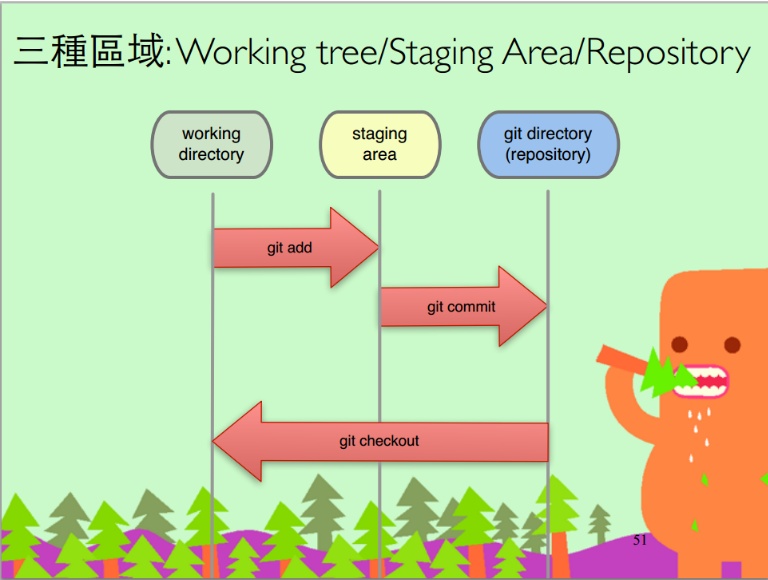 三種區域: Working tree/Staging Area/Repository
working
directory
staging
area
git directory
(repository)
git add
git commit
git checkout
51